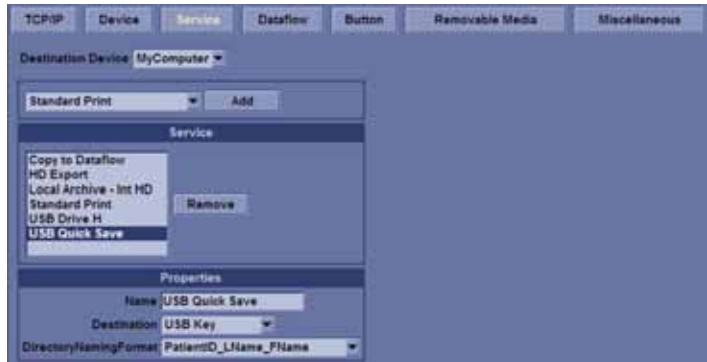 TCP/IP Device Service Dataflow Button Removable Media Miscellaneous
Destination Device MyComputer
Standard Print Add
Service
Copy to Dataflow
HD Export
Local Archive - Int HD
Standard Print
USB Drive H
USB Quick Save
Remove
Properties
Name USB Quick Save
Destination USB Key
DirectoryNamingFormat PatientID_LName_FName